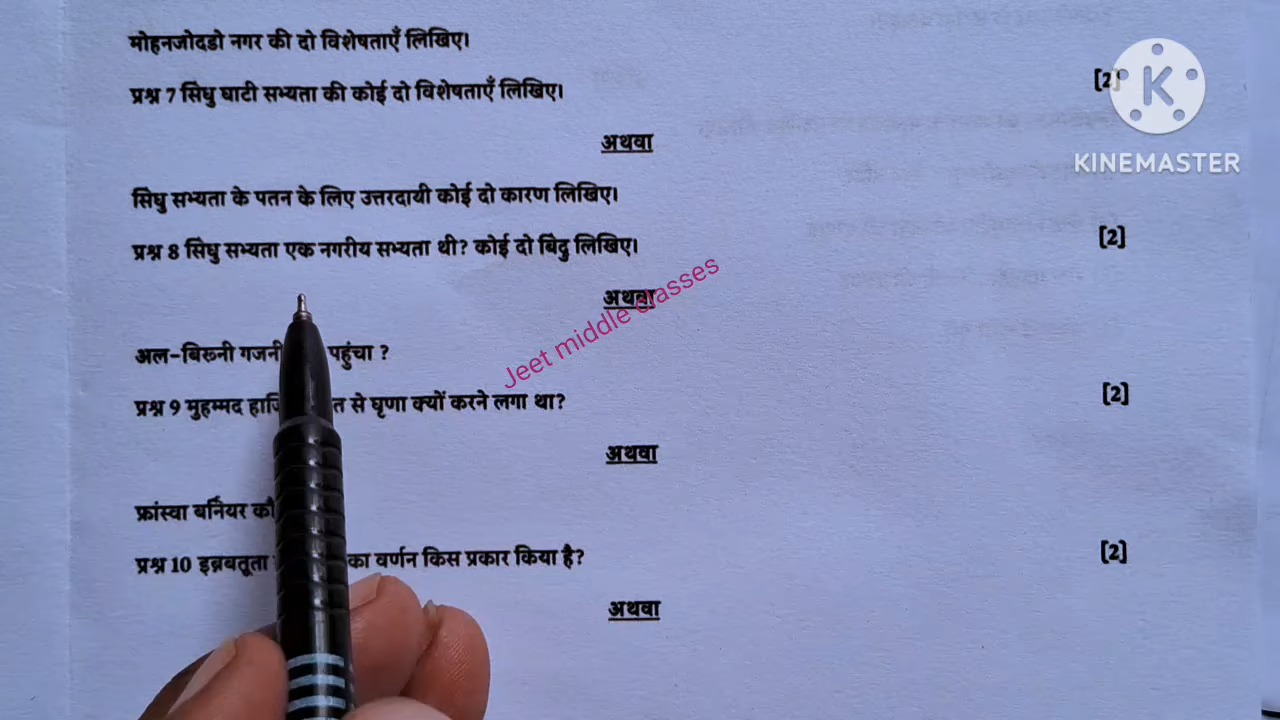 मोहनजोदडो नगर की दो विशेषताएँ लिखिए।
प्रश्न 7 सिंधु घाटी सभ्यता की कोई दो विशेषताएँ लिखिए। [2]
अथवा
सिंधु सभ्यता के पतन के लिए उत्तरदायी कोई दो कारण लिखिए।
प्रश्न 8 सिंधु सभ्यता एक नगरीय सभ्यता थी? कोई दो बिंदु लिखिए। [2]
अथवा
अल-बिरूनी गजनी पहुंचा ?
प्रश्न 9 मुहम्मद से घृणा क्यों करने लगा था? [2]
अथवा
फ्रांस्वा बर्नियर
प्रश्न 10 इब्नबतूता का वर्णन किस प्रकार किया है? [2]
अथवा
Jeet middle classes
K
KINEMASTER